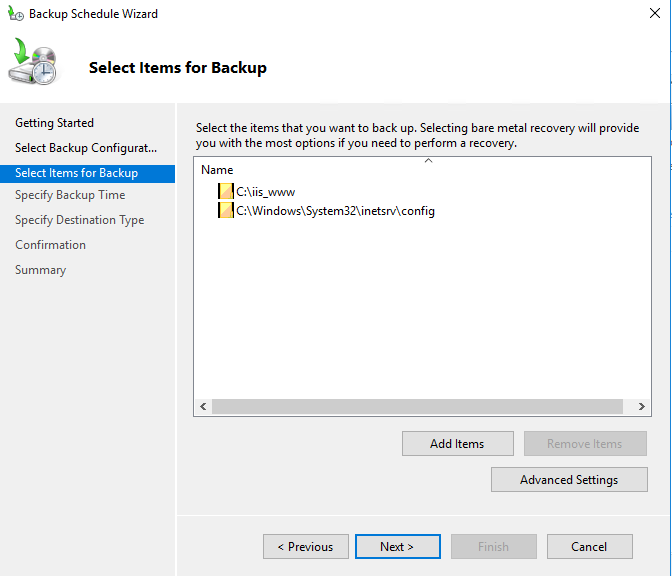 Backup Schedule Wizard
Select Items for Backup
Getting Started
Select Backup Configurat...
Select Items for Backup
Specify Backup Time
Specify Destination Type
Confirmation
Summary
Select the items that you want to back up. Selecting bare metal recovery will provide
you with the most options if you need to perform a recovery.
Name
C:\iis_www
C:\Windows\System32\inetsrv\config
Add Items
Remove Items
Advanced Settings
< Previous
Next >
Finish
Cancel